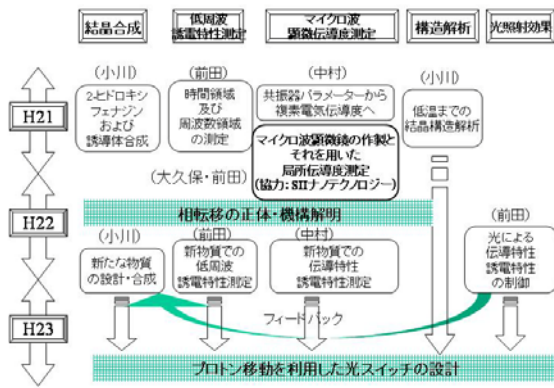 結晶合成
低周波
誘電特性測定
マイクロ波
顕微伝導度測定
構造解析
光照射効果
(小川)
(前田)
(中村)
(小川)
H21
2-ヒドロキシ
フェナジン
および
誘導体合成
時間領域
及び
周波数領域
の測定
共振器パラメーターから
複素電気伝導度へ
低温までの
結晶構造解析
マイクロ波顕微鏡の作製と
それを用いた
局所伝導度測定
(協力:SIIナノテクノロジー)
(大久保・前田)
H22
相転移の正体・機構解明
(小川)
(前田)
(中村)
(前田)
新たな物質
の設計・合成
新物質での
低周波
誘電特性測定
新物質での
伝導特性
誘電特性測定
光による
伝導特性
誘電特性
の制御
フィードバック
H23
プロトン移動を利用した光スイッチの設計